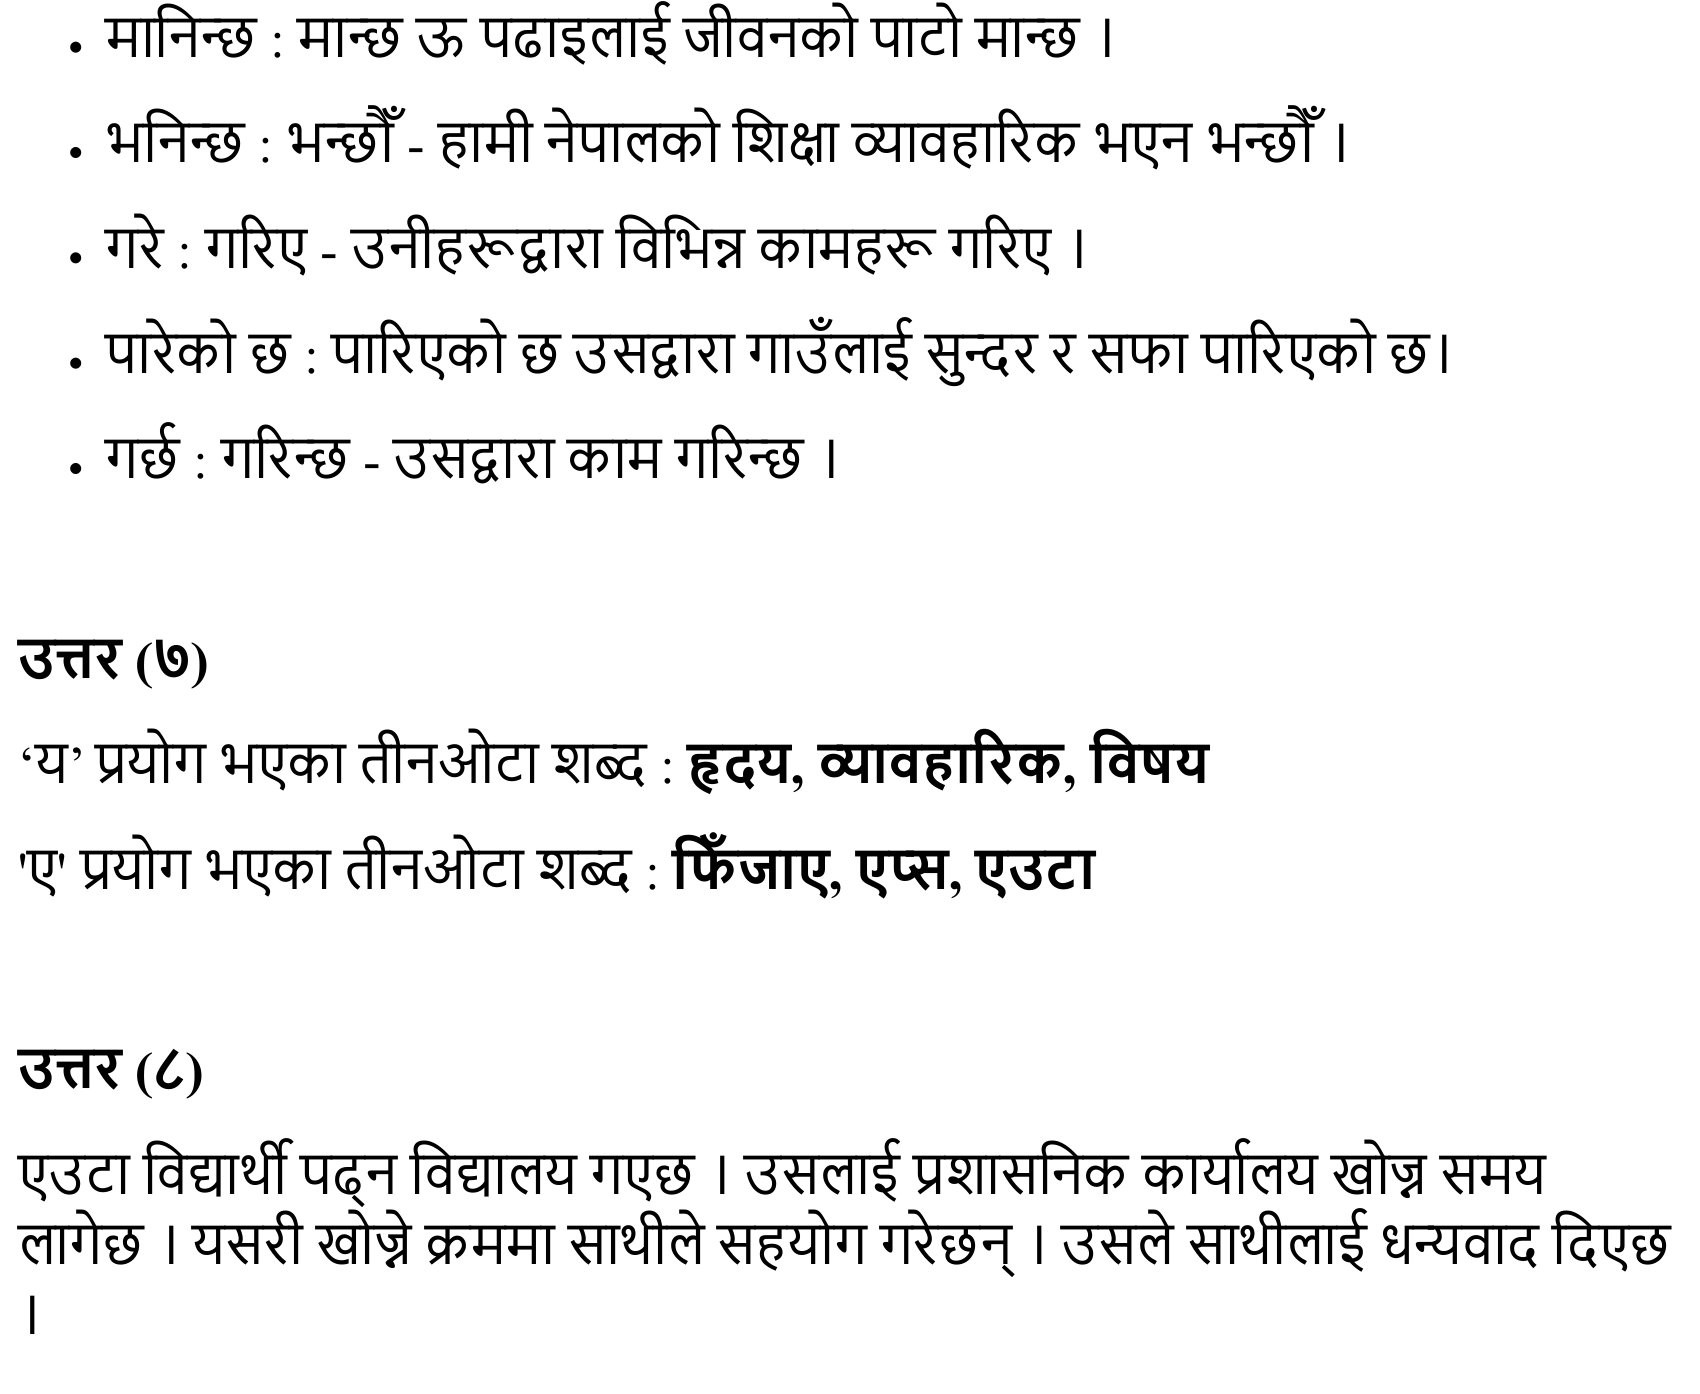 • मानिन्छ : मान्छ ऊ पढाइलाई जीवनको पाटो मान्छ ।
• भनिन्छ : भन्छौँ - हामी नेपालको शिक्षा व्यावहारिक भएन भन्छौँ ।
• गरे : गरिए - उनीहरूद्वारा विभिन्न कामहरू गरिए ।
• पारेको छ : पारिएको छ उसद्वारा गाउँलाई सुन्दर र सफा पारिएको छ।
• गर्छ : गरिन्छ - उसद्वारा काम गरिन्छ ।
उत्तर (७)
‘य’ प्रयोग भएका तीनओटा शब्द : हृदय, व्यावहारिक, विषय
'ए' प्रयोग भएका तीनओटा शब्द : फिँजाए, एप्स, एउटा
उत्तर (८)
एउटा विद्यार्थी पढ्न विद्यालय गएछ । उसलाई प्रशासनिक कार्यालय खोज्न समय
लागेछ । यसरी खोज्ने क्रममा साथीले सहयोग गरेछन् । उसले साथीलाई धन्यवाद दिएछ
।